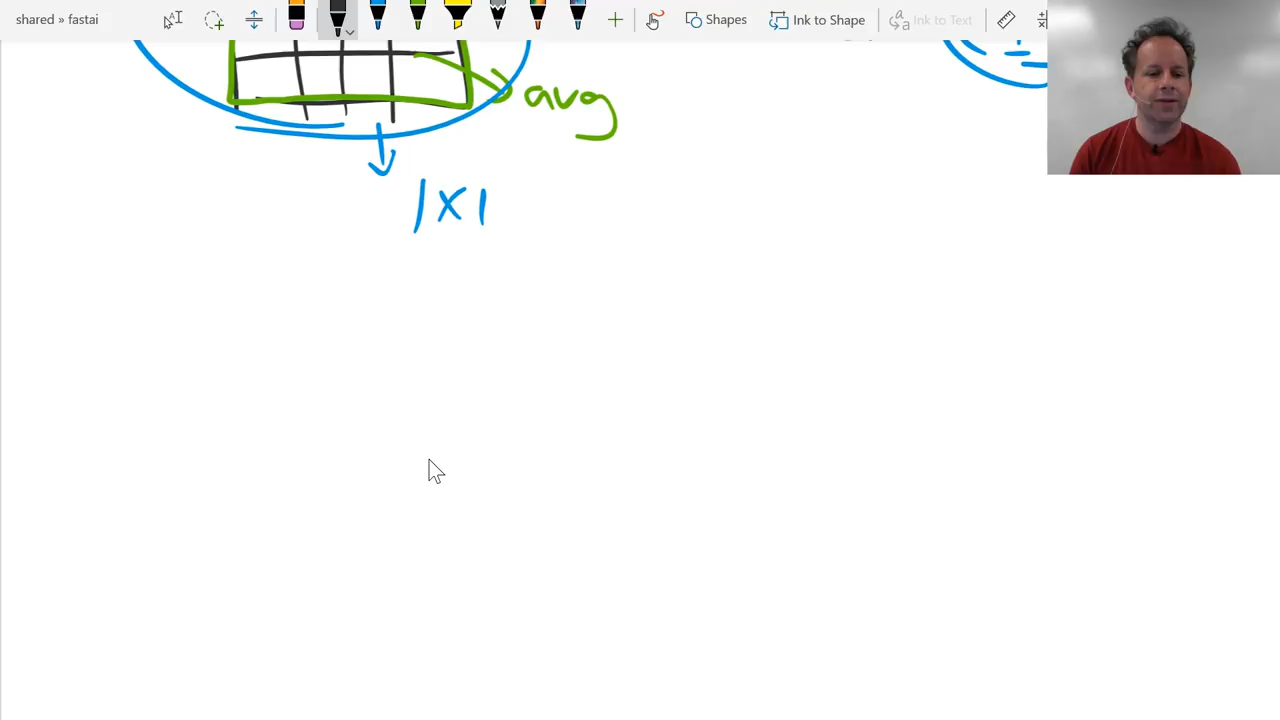 shared » fastai
Shapes
Ink to Shape
Ink to Text
avg
1x1